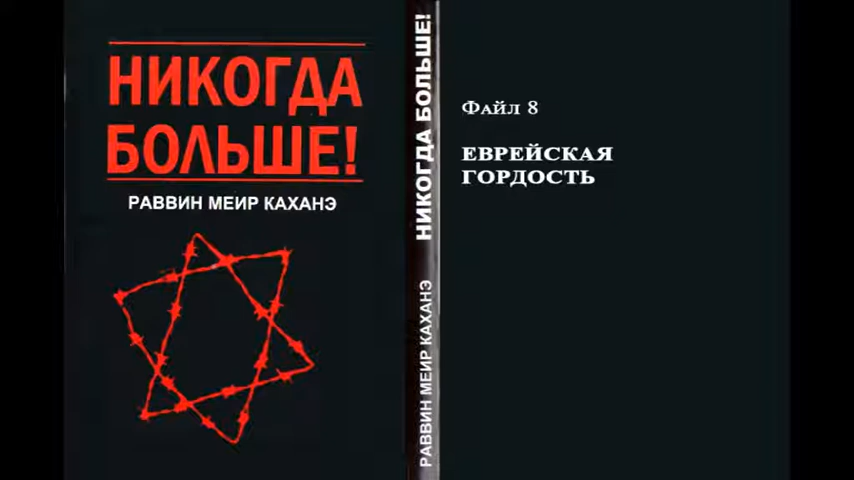 НИКОГДА
БОЛЬШЕ!
РАВВИН МЕИР КАХАНЭ
НИКОГДА БОЛЬШЕ!
РАВВИН МЕИР КАХАНЭ
Файл 8
ЕВРЕЙСКАЯ
ГОРДОСТЬ